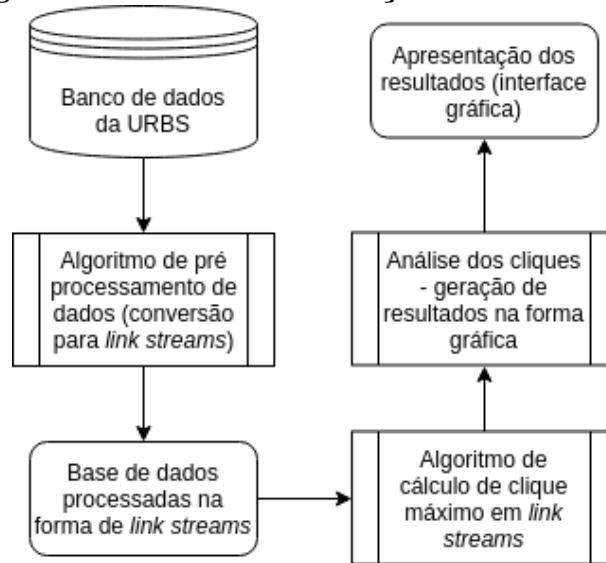 Banco de dados
da URBS
Algoritmo de pré
processamento de
dados (conversão
para link streams)
Base de dados
processadas na
forma de link streams
Algoritmo de
cálculo de clique
máximo em link
streams
Análise dos cliques
- geração de
resultados na forma
gráfica
Apresentação dos
resultados (interface
gráfica)